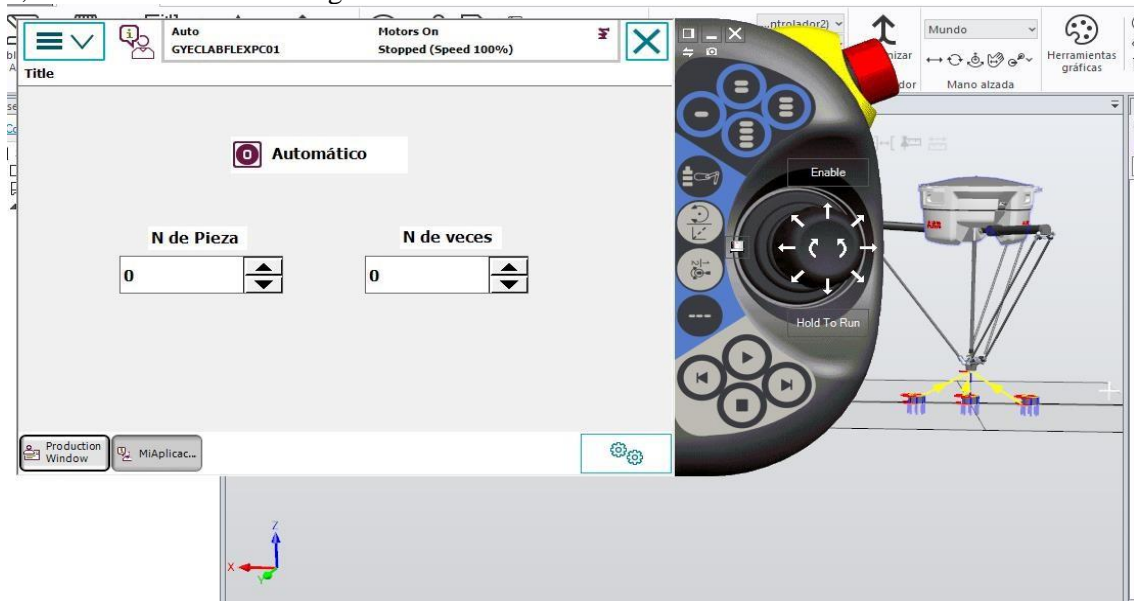 Auto
GYECLABFLEXPC01
Motors On
Stopped (Speed 100%)
Title
Automático
N de Pieza
N de veces
0
0
Production
Window
MiAplicac...
Enable
Hold To Run
...ntrolador2)
Mundo
Herramientas
gráficas
Mano alzada
ABB
Z
X
Y